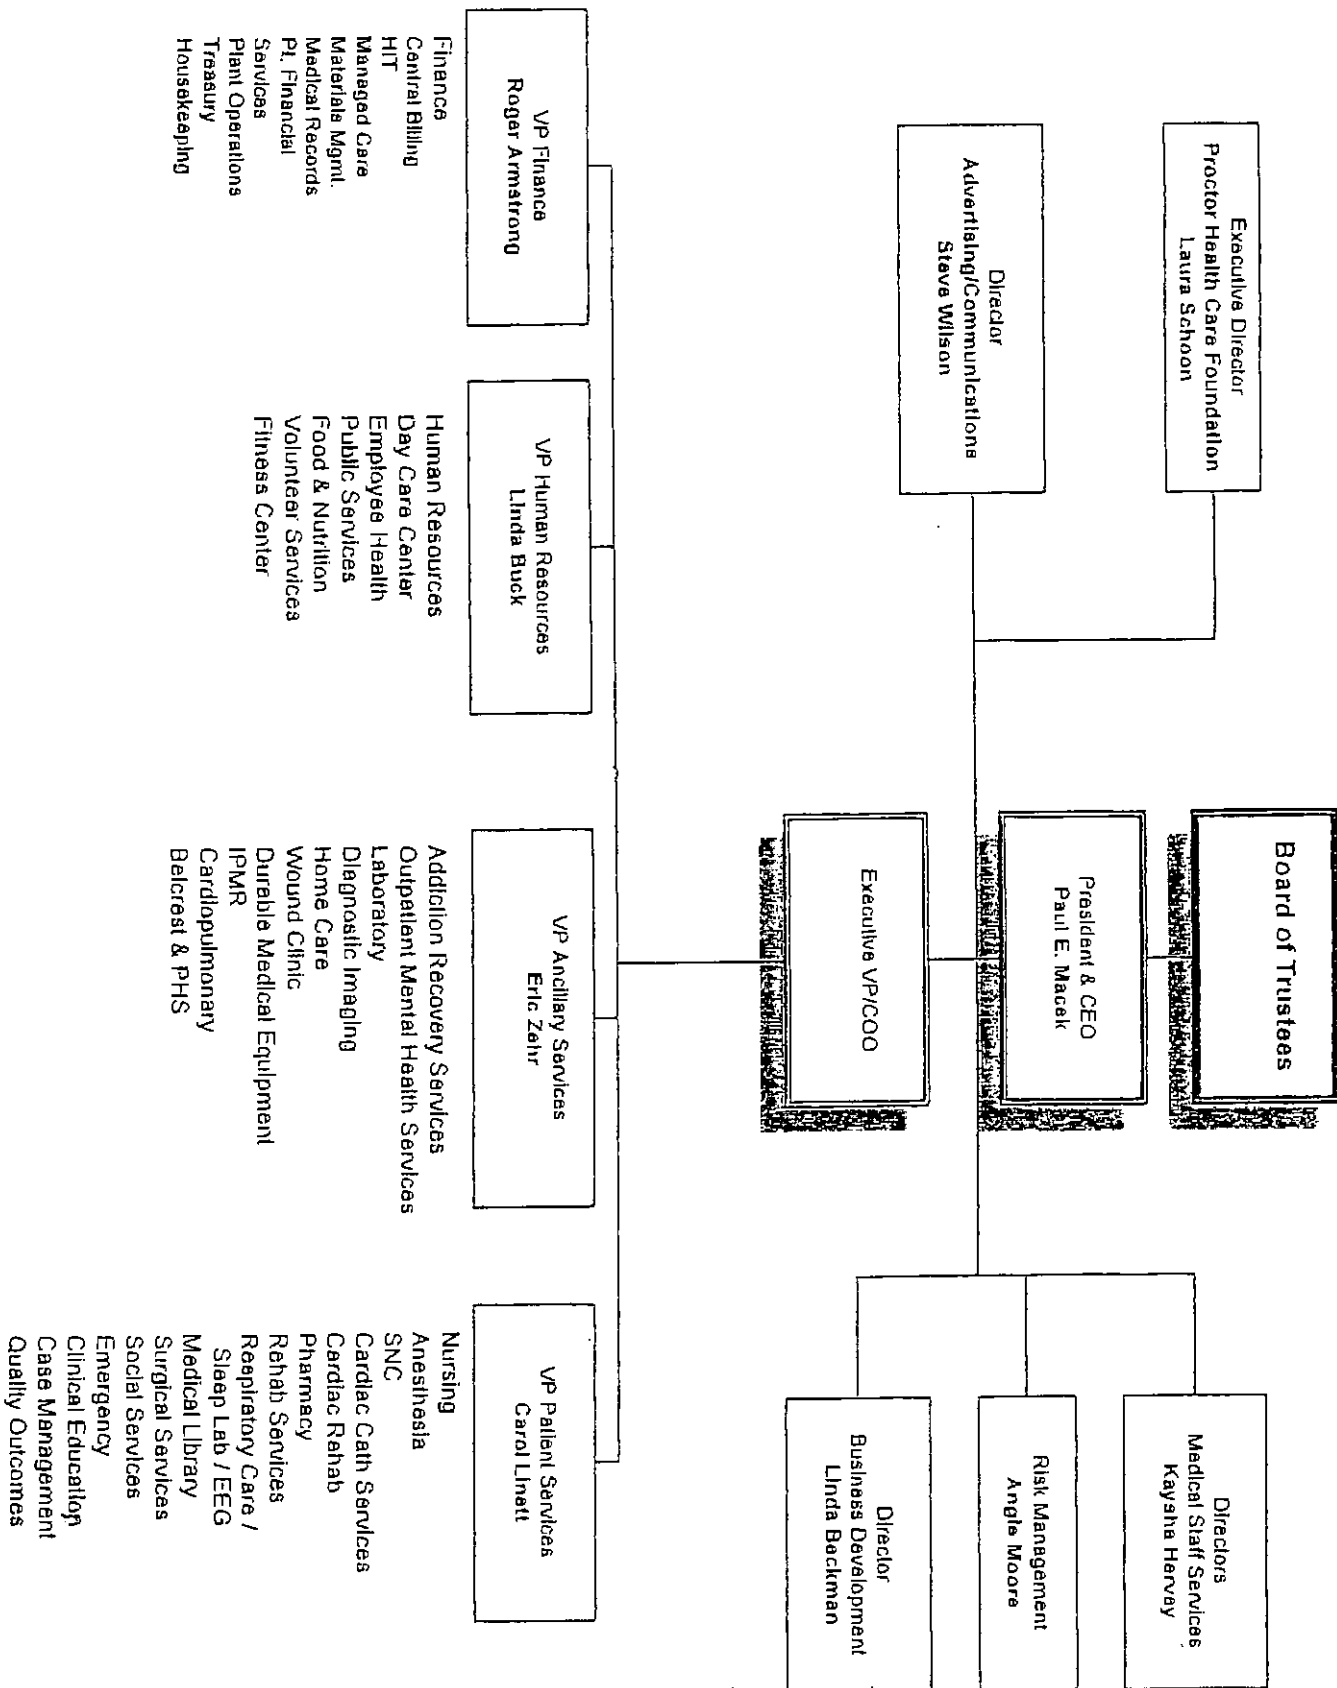 Board of Trustees
President & CEO
Paul E. Macek
Executive VP/COO
Executive Director
Proctor Health Care Foundation
Laura Schoon
Director
Advertising/Communications
Steve Wilson
Directors
Medical Staff Services
Kaysha Harvey
Risk Management
Angie Moore
Director
Business Development
Linda Backman
VP Finance
Roger Armstrong
Finance
Central Billing
HIT
Managed Care
Materials Mgmt.
Medical Records
Pt. Financial
Services
Plant Operations
Treasury
Housekeeping
VP Human Resources
Linda Buck
Human Resources
Day Care Center
Employee Health
Public Services
Food & Nutrition
Volunteer Services
Fitness Center
VP Ancillary Services
Eric Zehr
Addiction Recovery Services
Outpatient Mental Health Services
Laboratory
Diagnostic Imaging
Home Care
Wound Clinic
Durable Medical Equipment
IPMR
Cardiopulmonary
Belcrest & PHS
VP Patient Services
Carol Linatt
Nursing
Anesthesia
SNC
Cardiac Cath Services
Cardiac Rehab
Pharmacy
Rehab Services
Respiratory Care /
Sleep Lab / EEG
Medical Library
Surgical Services
Social Services
Emergency
Clinical Education
Case Management
Quality Outcomes